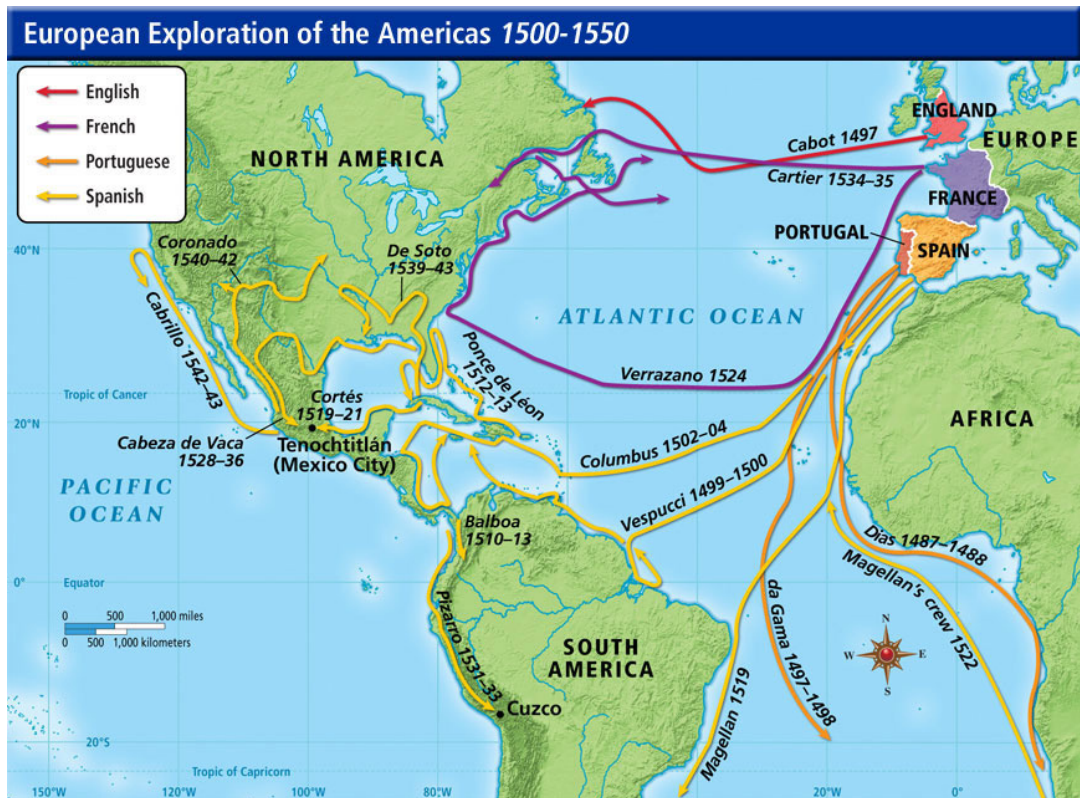 European Exploration of the Americas 1500-1550
English
French
Portuguese
Spanish
NORTH AMERICA
ENGLAND
EUROPE
Cabot 1497
Cartier 1534–35
FRANCE
PORTUGAL
SPAIN
40°N
Coronado
1540–42
De Soto
1539–43
Cabrillo 1542–43
ATLANTIC OCEAN
Ponce de Léon
1512–13
Verrazano 1524
Tropic of Cancer
Cortés
1519–21
20°N
AFRICA
Cabeza de Vaca
1528–36
Tenochtitlán
(Mexico City)
Columbus 1502–04
PACIFIC
OCEAN
Vespucci 1499–1500
Balboa
1510–13
Dias 1487–1488
Magellan's crew 1522
0°
Equator
0 500 1,000 miles
0 500 1,000 kilometers
Pizarro 1531–33
da Gama 1497–1498
SOUTH
AMERICA
N
W
E
S
Magellan 1519
Cuzco
20°S
Tropic of Capricorn
150°W
120°W
100°W
80°W
20°W
0°